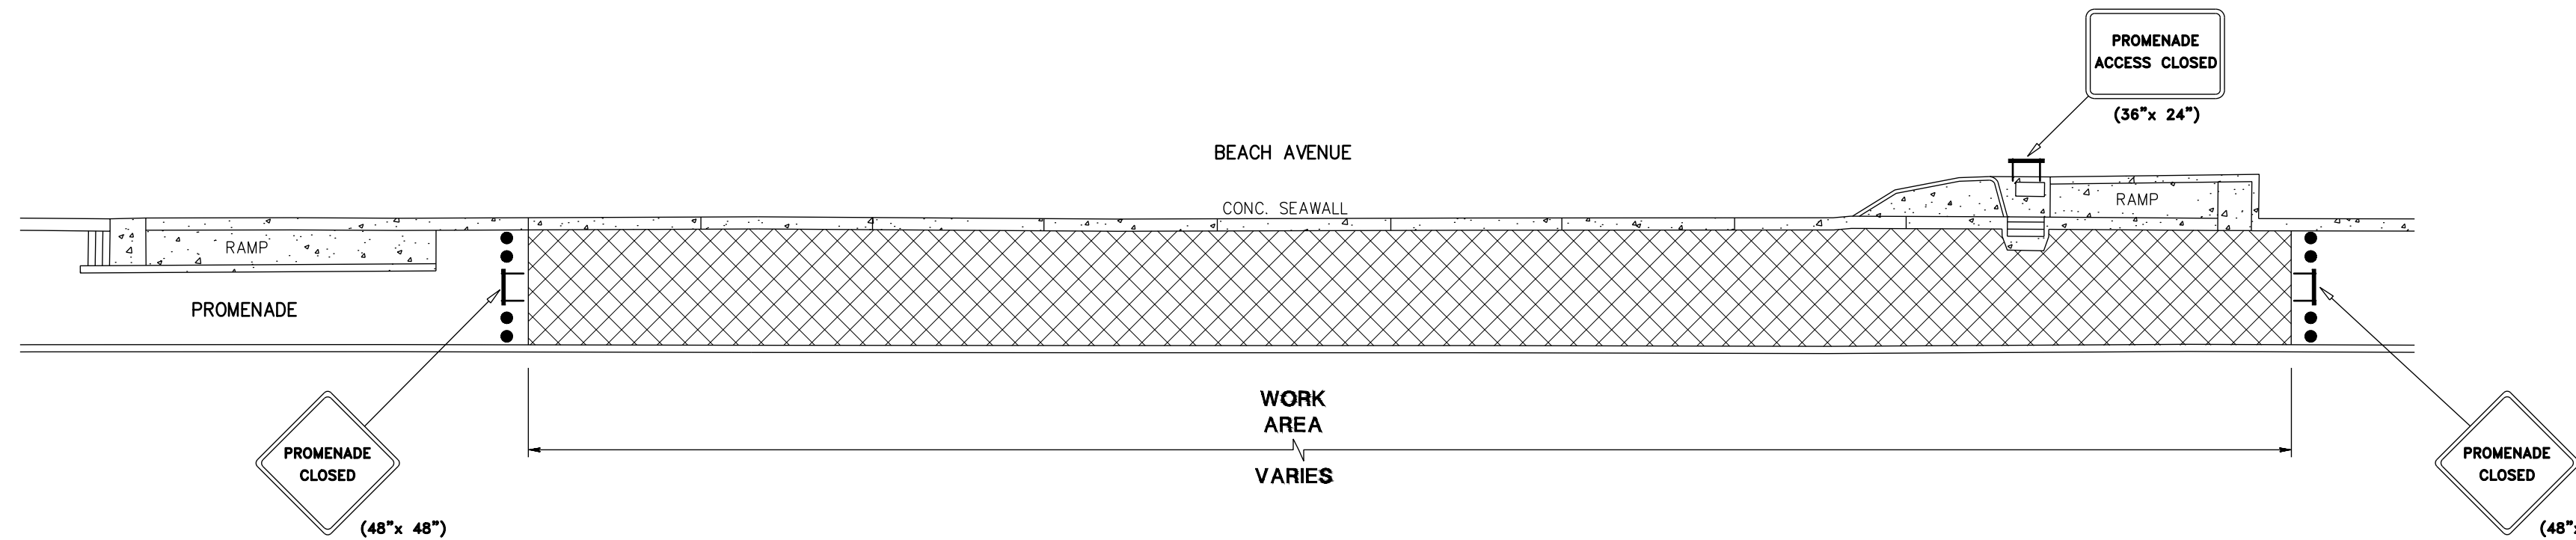 PROMENADE
ACCESS CLOSED
(36"x 24")
BEACH AVENUE
CONC. SEAWALL
RAMP
RAMP
PROMENADE
WORK
AREA
VARIES
PROMENADE
CLOSED
(48"x 48")
PROMENADE
CLOSED
(48"x